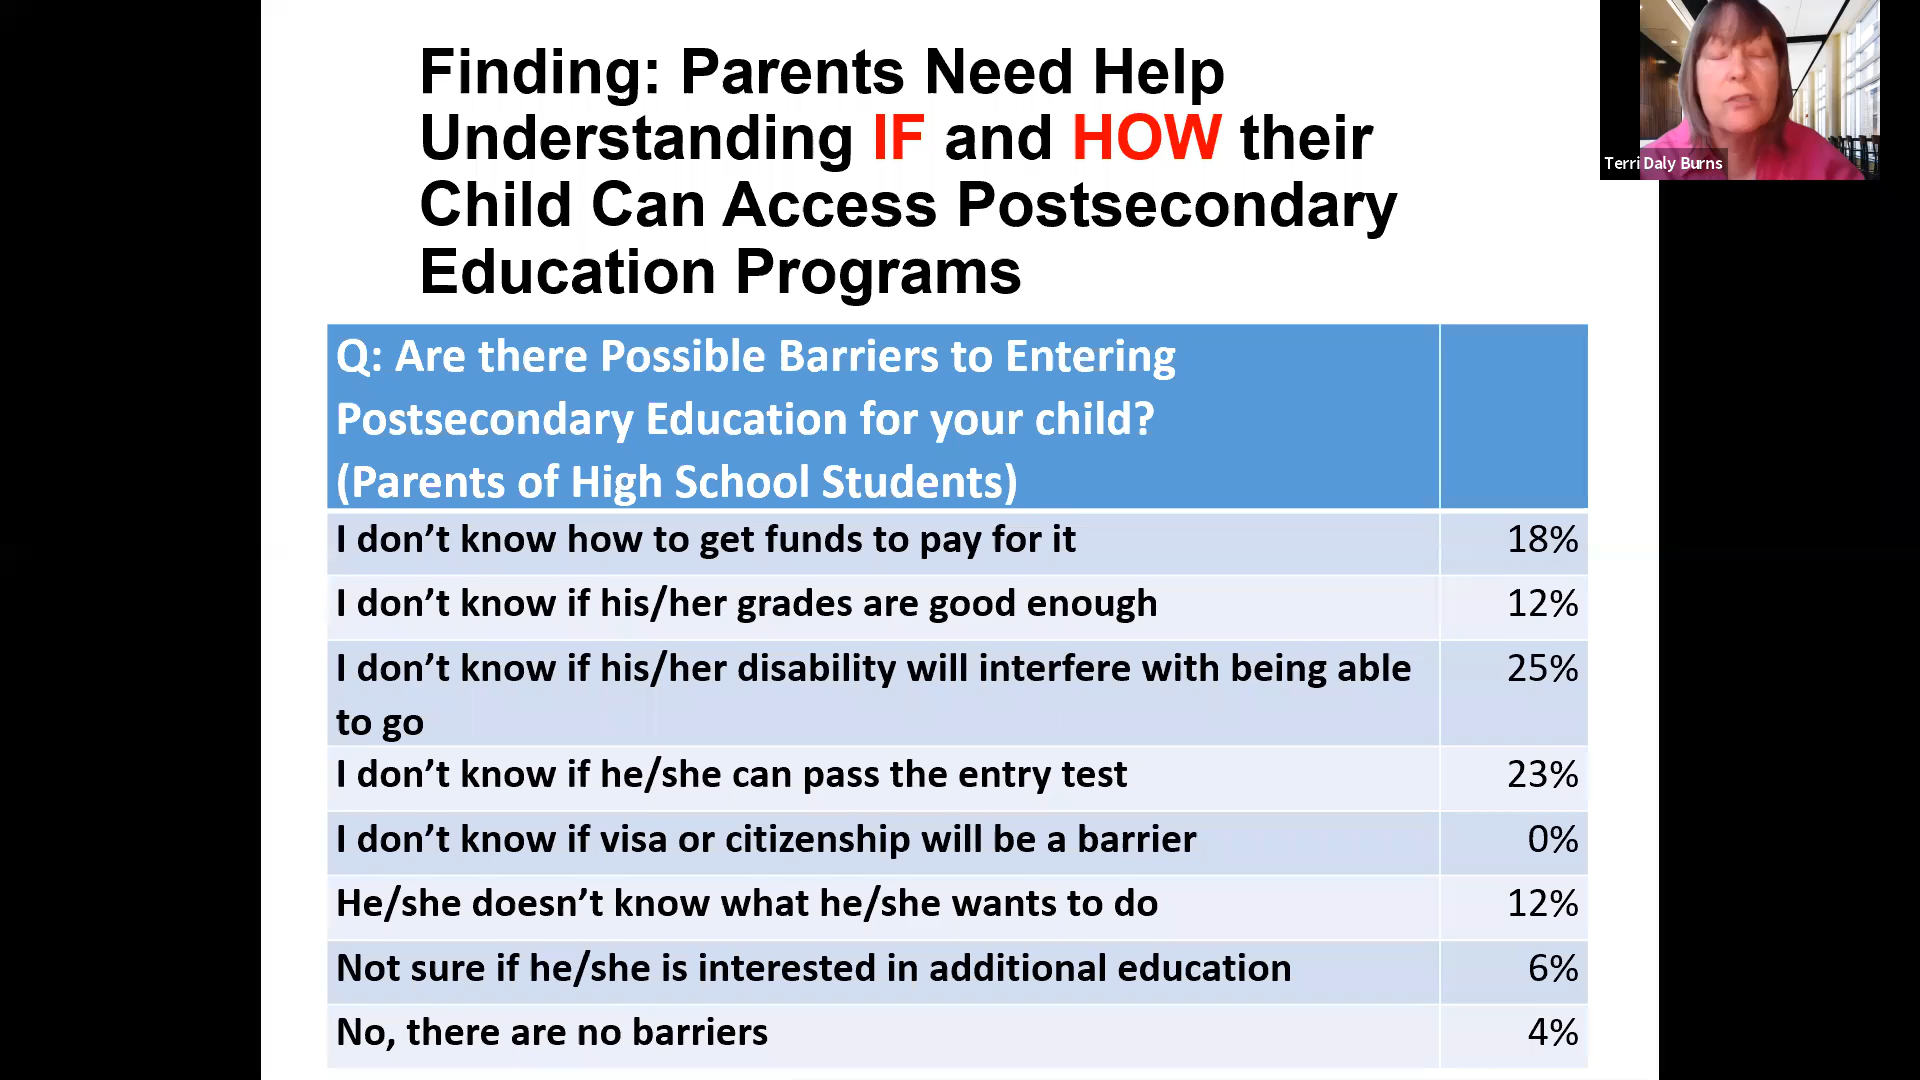 Finding: Parents Need Help
Understanding IF and HOW their
Child Can Access Postsecondary
Education Programs
Terri Daly Burns
Q: Are there Possible Barriers to Entering
Postsecondary Education for your child?
(Parents of High School Students)
I don’t know how to get funds to pay for it 18%
I don’t know if his/her grades are good enough 12%
I don’t know if his/her disability will interfere with being able 25%
to go
I don’t know if he/she can pass the entry test 23%
I don’t know if visa or citizenship will be a barrier 0%
He/she doesn’t know what he/she wants to do 12%
Not sure if he/she is interested in additional education 6%
No, there are no barriers 4%